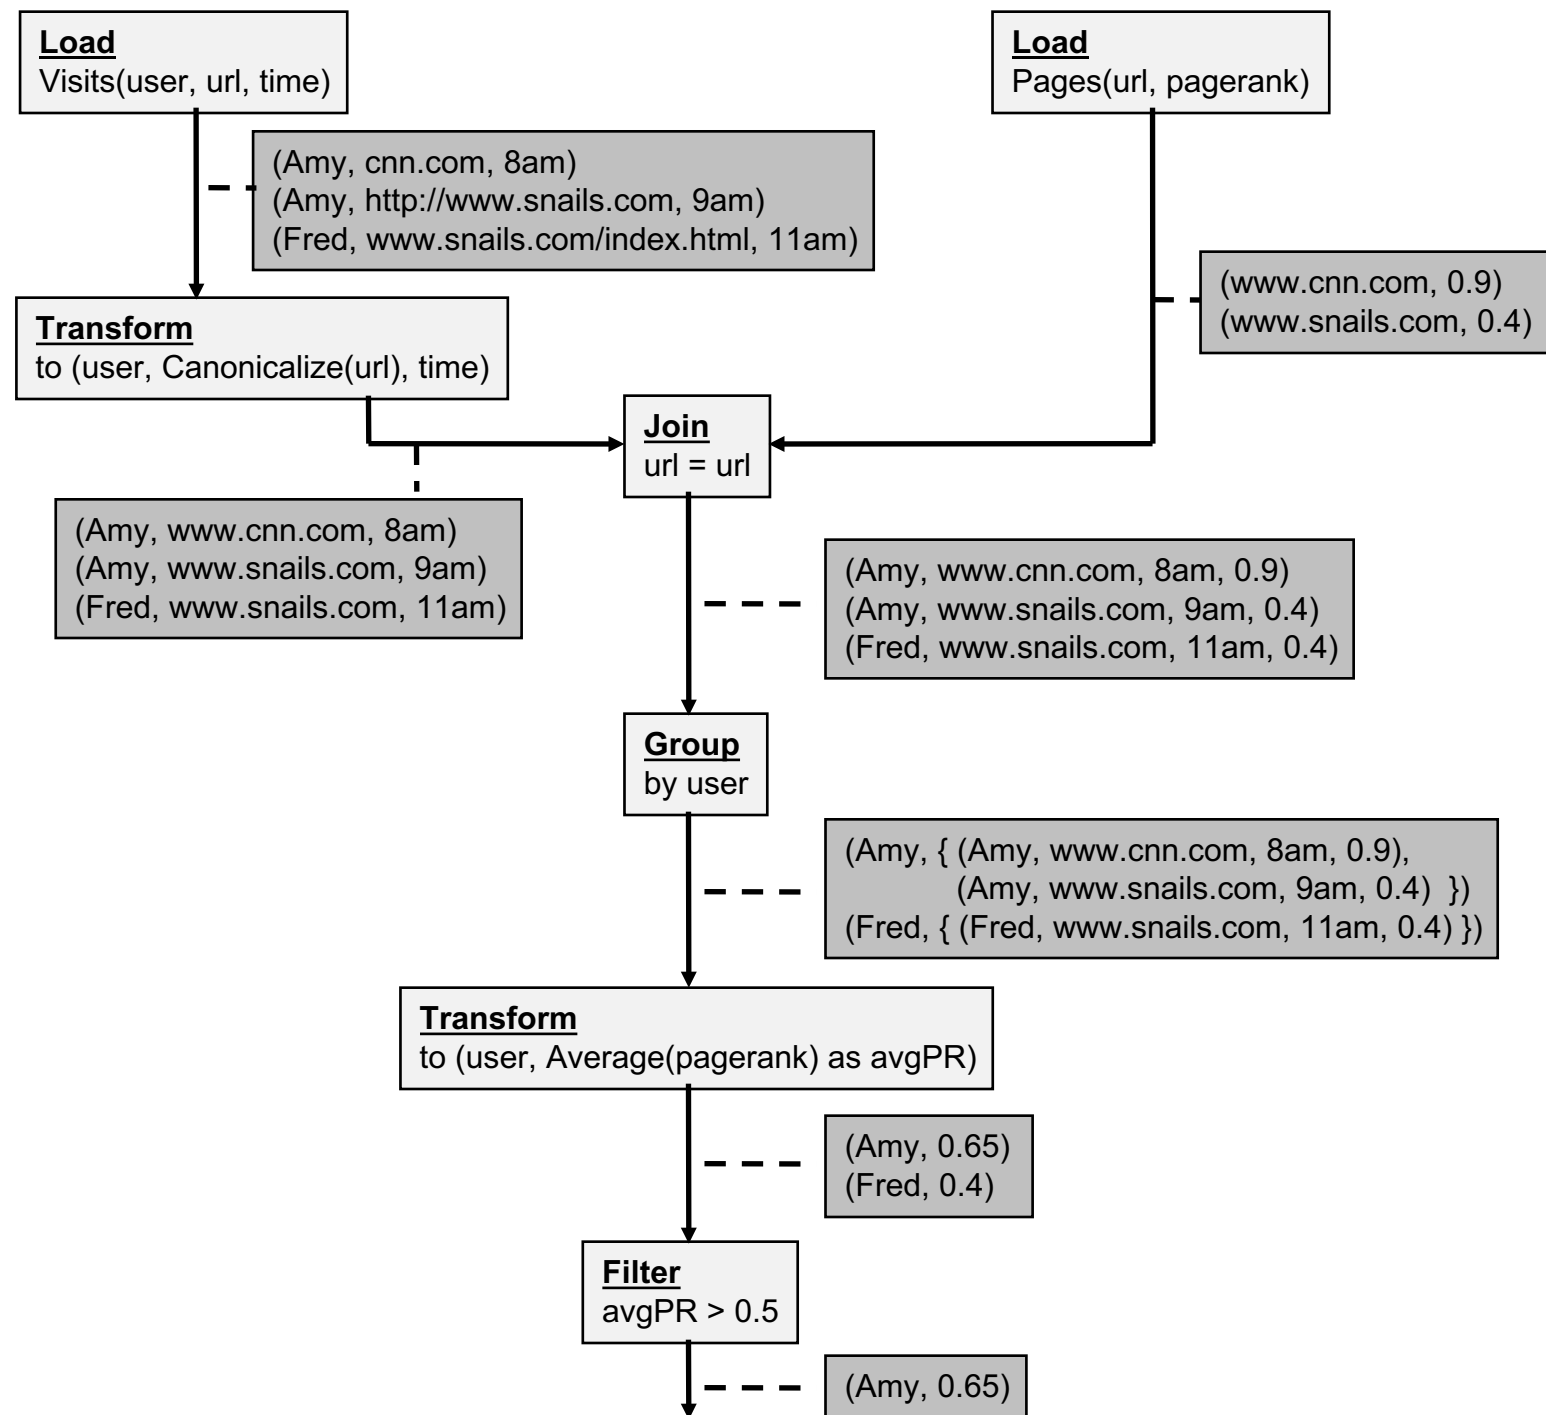 Load
Visits(user, url, time)
Load
Pages(url, pagerank)
(Amy, cnn.com, 8am)
(Amy, http://www.snails.com, 9am)
(Fred, www.snails.com/index.html, 11am)
(www.cnn.com, 0.9)
(www.snails.com, 0.4)
Transform
to (user, Canonicalize(url), time)
Join
url = url
(Amy, www.cnn.com, 8am)
(Amy, www.snails.com, 9am)
(Fred, www.snails.com, 11am)
(Amy, www.cnn.com, 8am, 0.9)
(Amy, www.snails.com, 9am, 0.4)
(Fred, www.snails.com, 11am, 0.4)
Group
by user
(Amy, { (Amy, www.cnn.com, 8am, 0.9),
(Amy, www.snails.com, 9am, 0.4) })
(Fred, { (Fred, www.snails.com, 11am, 0.4) })
Transform
to (user, Average(pagerank) as avgPR)
(Amy, 0.65)
(Fred, 0.4)
Filter
avgPR > 0.5
(Amy, 0.65)